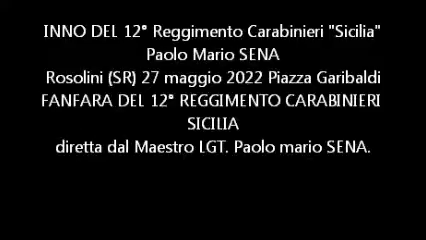 INNO DEL 12° Reggimento Carabinieri "Sicilia"
Paolo Mario SENA
Rosolini (SR) 27 maggio 2022 Piazza Garibaldi
FANFARA DEL 12° REGGIMENTO CARABINIERI
SICILIA
diretta dal Maestro LGT. Paolo mario SENA.